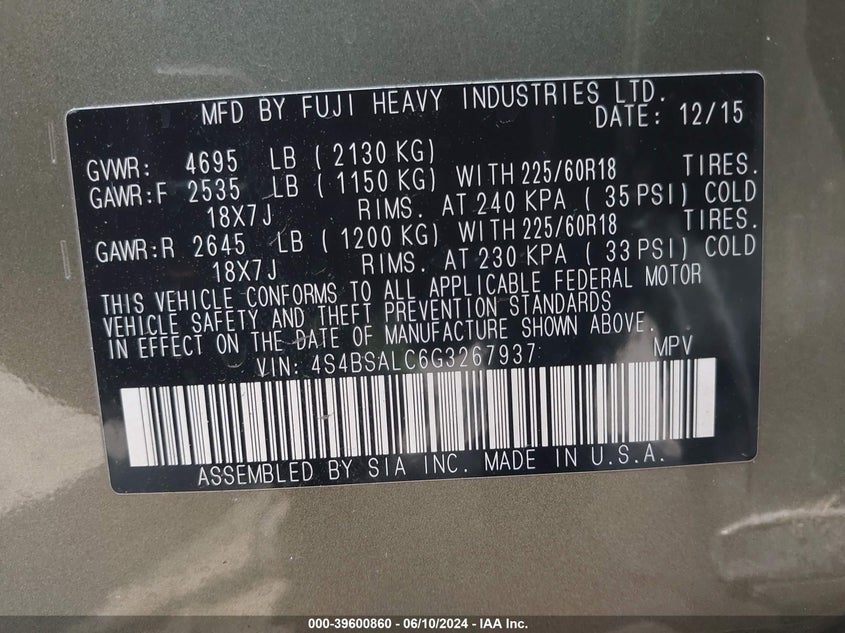 MFD BY FUJI HEAVY INDUSTRIES LTD.
DATE: 12/15
GVWR: 4695 LB ( 2130 KG)
GAWR:F 2535 LB ( 1150 KG) WITH 225/60R18 TIRES.
18X7J RIMS. AT 240 KPA ( 35 PSI) COLD
GAWR:R 2645 LB ( 1200 KG) WITH 225/60R18 TIRES.
18X7J RIMS. AT 230 KPA ( 33 PSI) COLD
THIS VEHICLE CONFORMS TO ALL APPLICABLE FEDERAL MOTOR
VEHICLE SAFETY AND THEFT PREVENTION STANDARDS
IN EFFECT ON THE DATE OF MANUFACTURE SHOWN ABOVE.
VIN: 4S4BSALC6G3267937 MPV
ASSEMBLED BY SIA INC. MADE IN U.S.A.
000-39600860 - 06/10/2024 - IAA Inc.